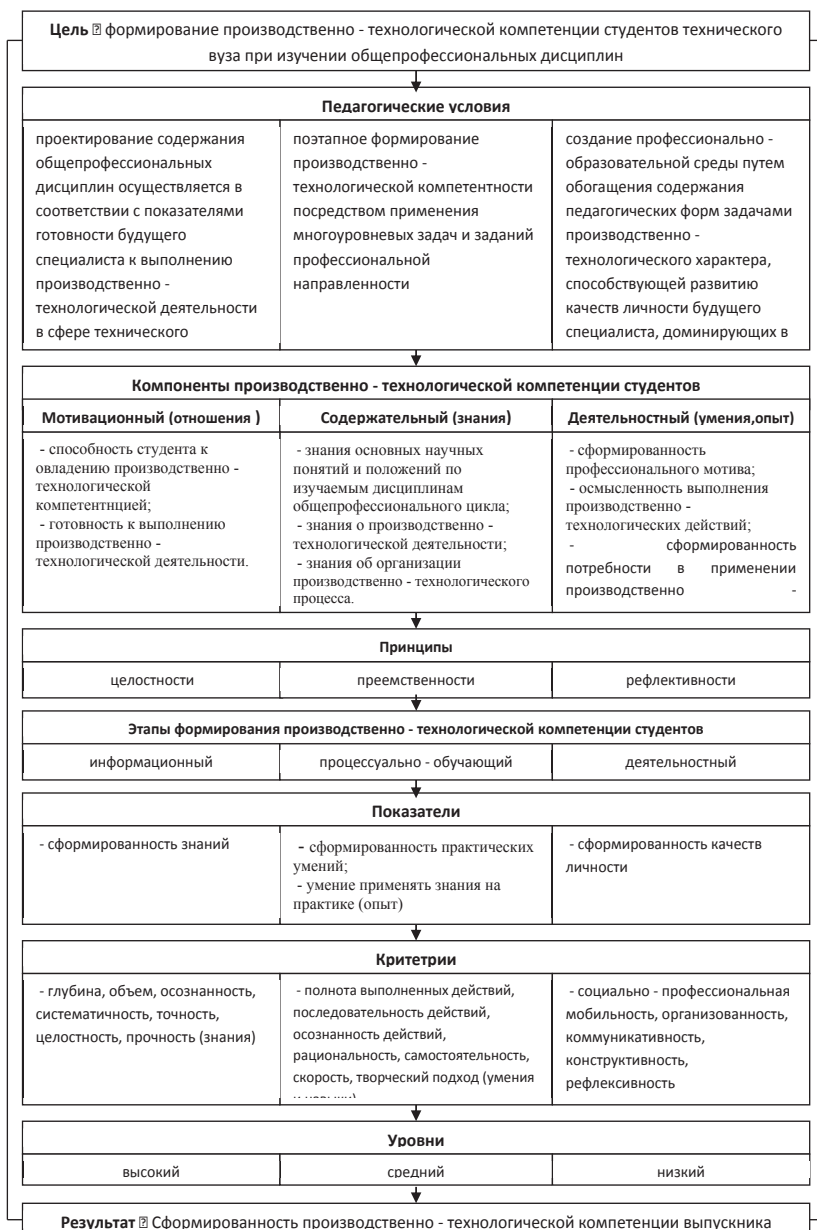 Цель ⍰ формирование производственно - технологической компетенции студентов технического
вуза при изучении общепрофессиональных дисциплин
Педагогические условия
проектирование содержания
общепрофессиональных
дисциплин осуществляется в
соответствии с показателями
готовности будущего
специалиста к выполнению
производственно -
технологической деятельности
в сфере технического
поэтапное формирование
производственно -
технологической компетентности
посредством применения
многоуровневых задач и заданий
профессиональной
направленности
создание профессионально -
образовательной среды путем
обогащения содержания
педагогических форм задачами
производственно -
технологического характера,
способствующей развитию
качеств личности будущего
специалиста, доминирующих в
Компоненты производственно - технологической компетенции студентов
Мотивационный (отношения )
Содержательный (знания)
Деятельностный (умения,опыт)
- способность студента к
овладению производственно -
технологической
компетентнцией;
- готовность к выполнению
производственно -
технологической деятельности.
- знания основных научных
понятий и положений по
изучаемым дисциплинам
общепрофессионального цикла;
- знания о производственно -
технологической деятельности;
- знания об организации
производственно - технологического
процесса.
- сформированность
профессионального мотива;
- осмысленность выполнения
производственно -
технологических действий;
- сформированность
потребности в применении
производственно -
Принципы
целостности
преемственности
рефлективности
Этапы формирования производственно - технологической компетенции студентов
информационный
процессуально - обучающий
деятельностный
Показатели
- сформированность знаний
- сформированность практических
умений;
- умение применять знания на
практике (опыт)
- сформированность качеств
личности
Критетрии
- глубина, объем, осознанность,
систематичность, точность,
целостность, прочность (знания)
- полнота выполненных действий,
последовательность действий,
осознанность действий,
рациональность, самостоятельность,
скорость, творческий подход (умения
- социально - профессиональная
мобильность, организованность,
коммуникативность,
конструктивность,
рефлексивность
Уровни
высокий
средний
низкий
Результат ⍰ Сформированность производственно - технологической компетенции выпускника